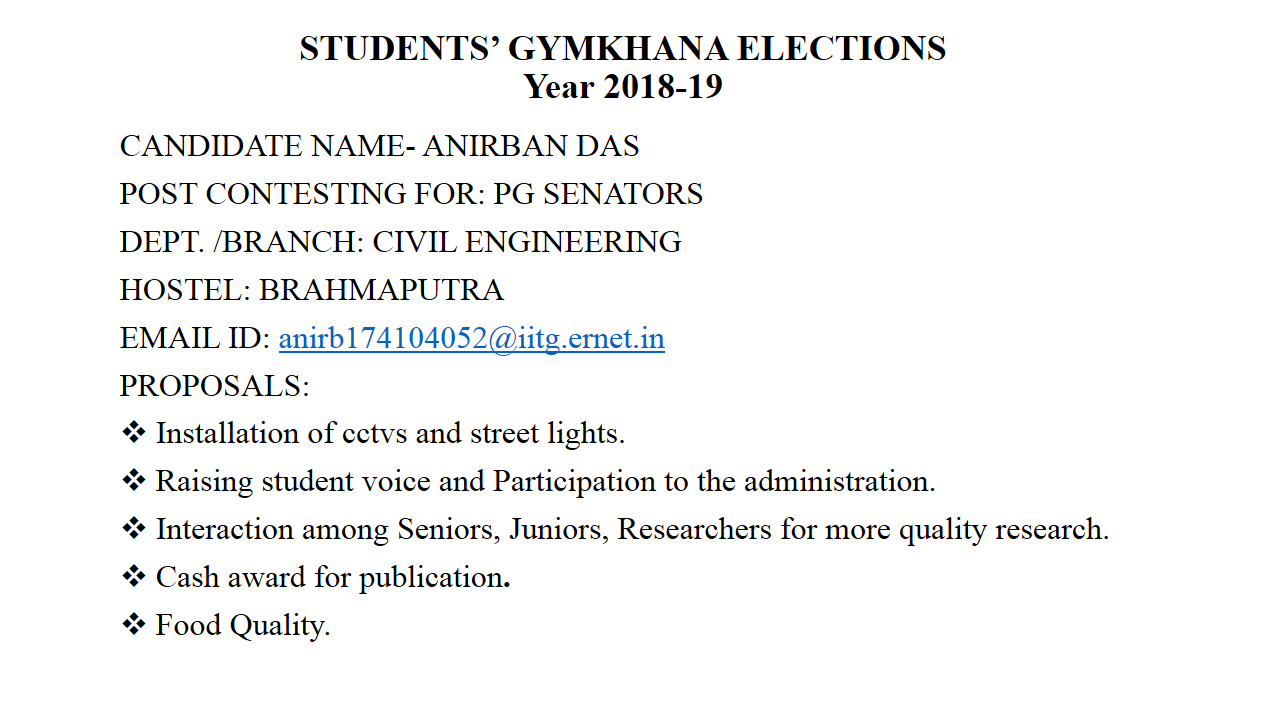 STUDENTS’ GYMKHANA ELECTIONS
Year 2018-19
CANDIDATE NAME- ANIRBAN DAS
POST CONTESTING FOR: PG SENATORS
DEPT. /BRANCH: CIVIL ENGINEERING
HOSTEL: BRAHMAPUTRA
EMAIL ID: anirb174104052@iitg.ernet.in
PROPOSALS:
❖ Installation of cctvs and street lights.
❖ Raising student voice and Participation to the administration.
❖ Interaction among Seniors, Juniors, Researchers for more quality research.
❖ Cash award for publication.
❖ Food Quality.